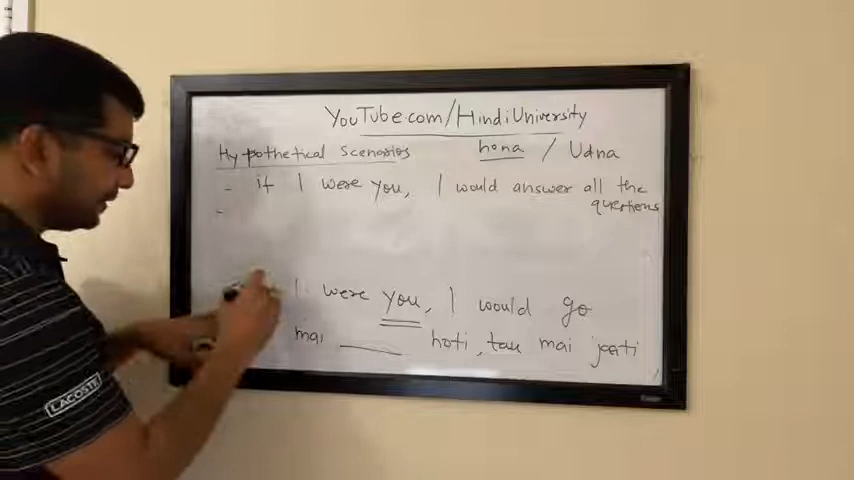 YouTube.com/HindiUniversity
Hypothetical Scenarios hona / Udna
- if I were you, I would answer all the
questions
-
I were you, I would go
mai ____ hoti, tau mai jaati
LACOSTE